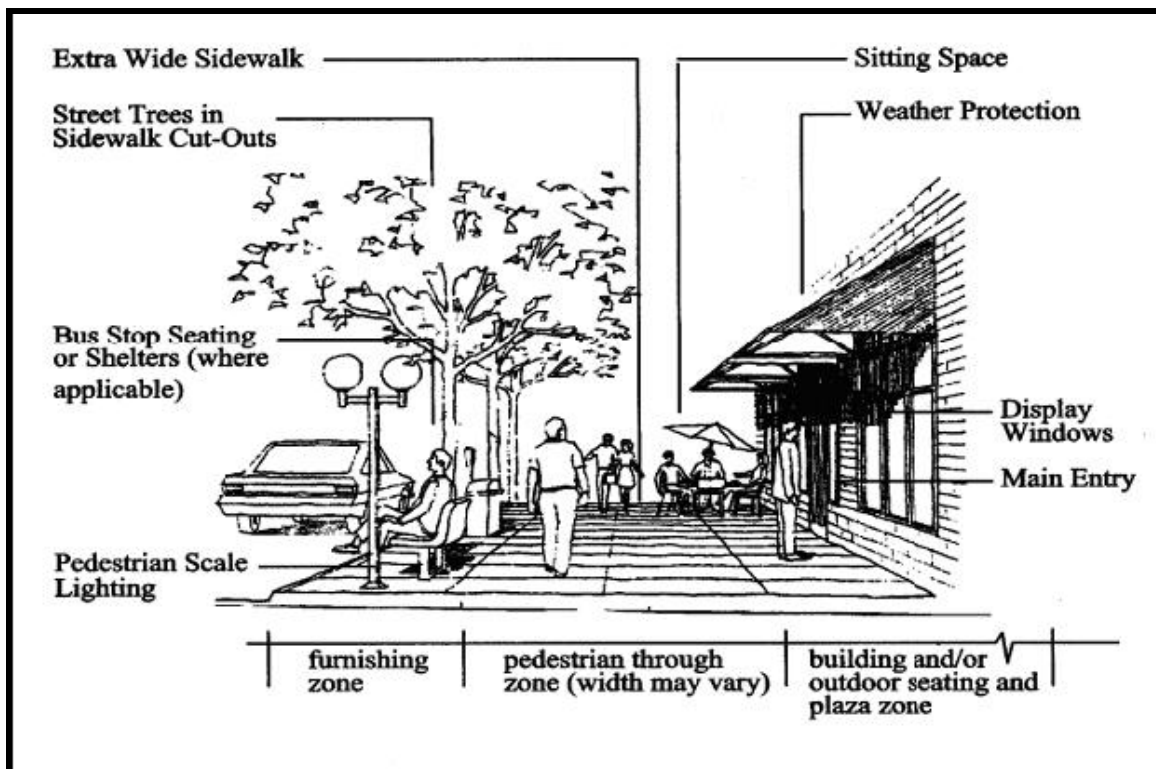 Extra Wide Sidewalk
Sitting Space
Street Trees in
Sidewalk Cut-Outs
Weather Protection
Bus Stop Seating
or Shelters (where
applicable)
Display
Windows
Main Entry
Pedestrian Scale
Lighting
furnishing
zone
pedestrian through
zone (width may vary)
building and/or
outdoor seating and
plaza zone